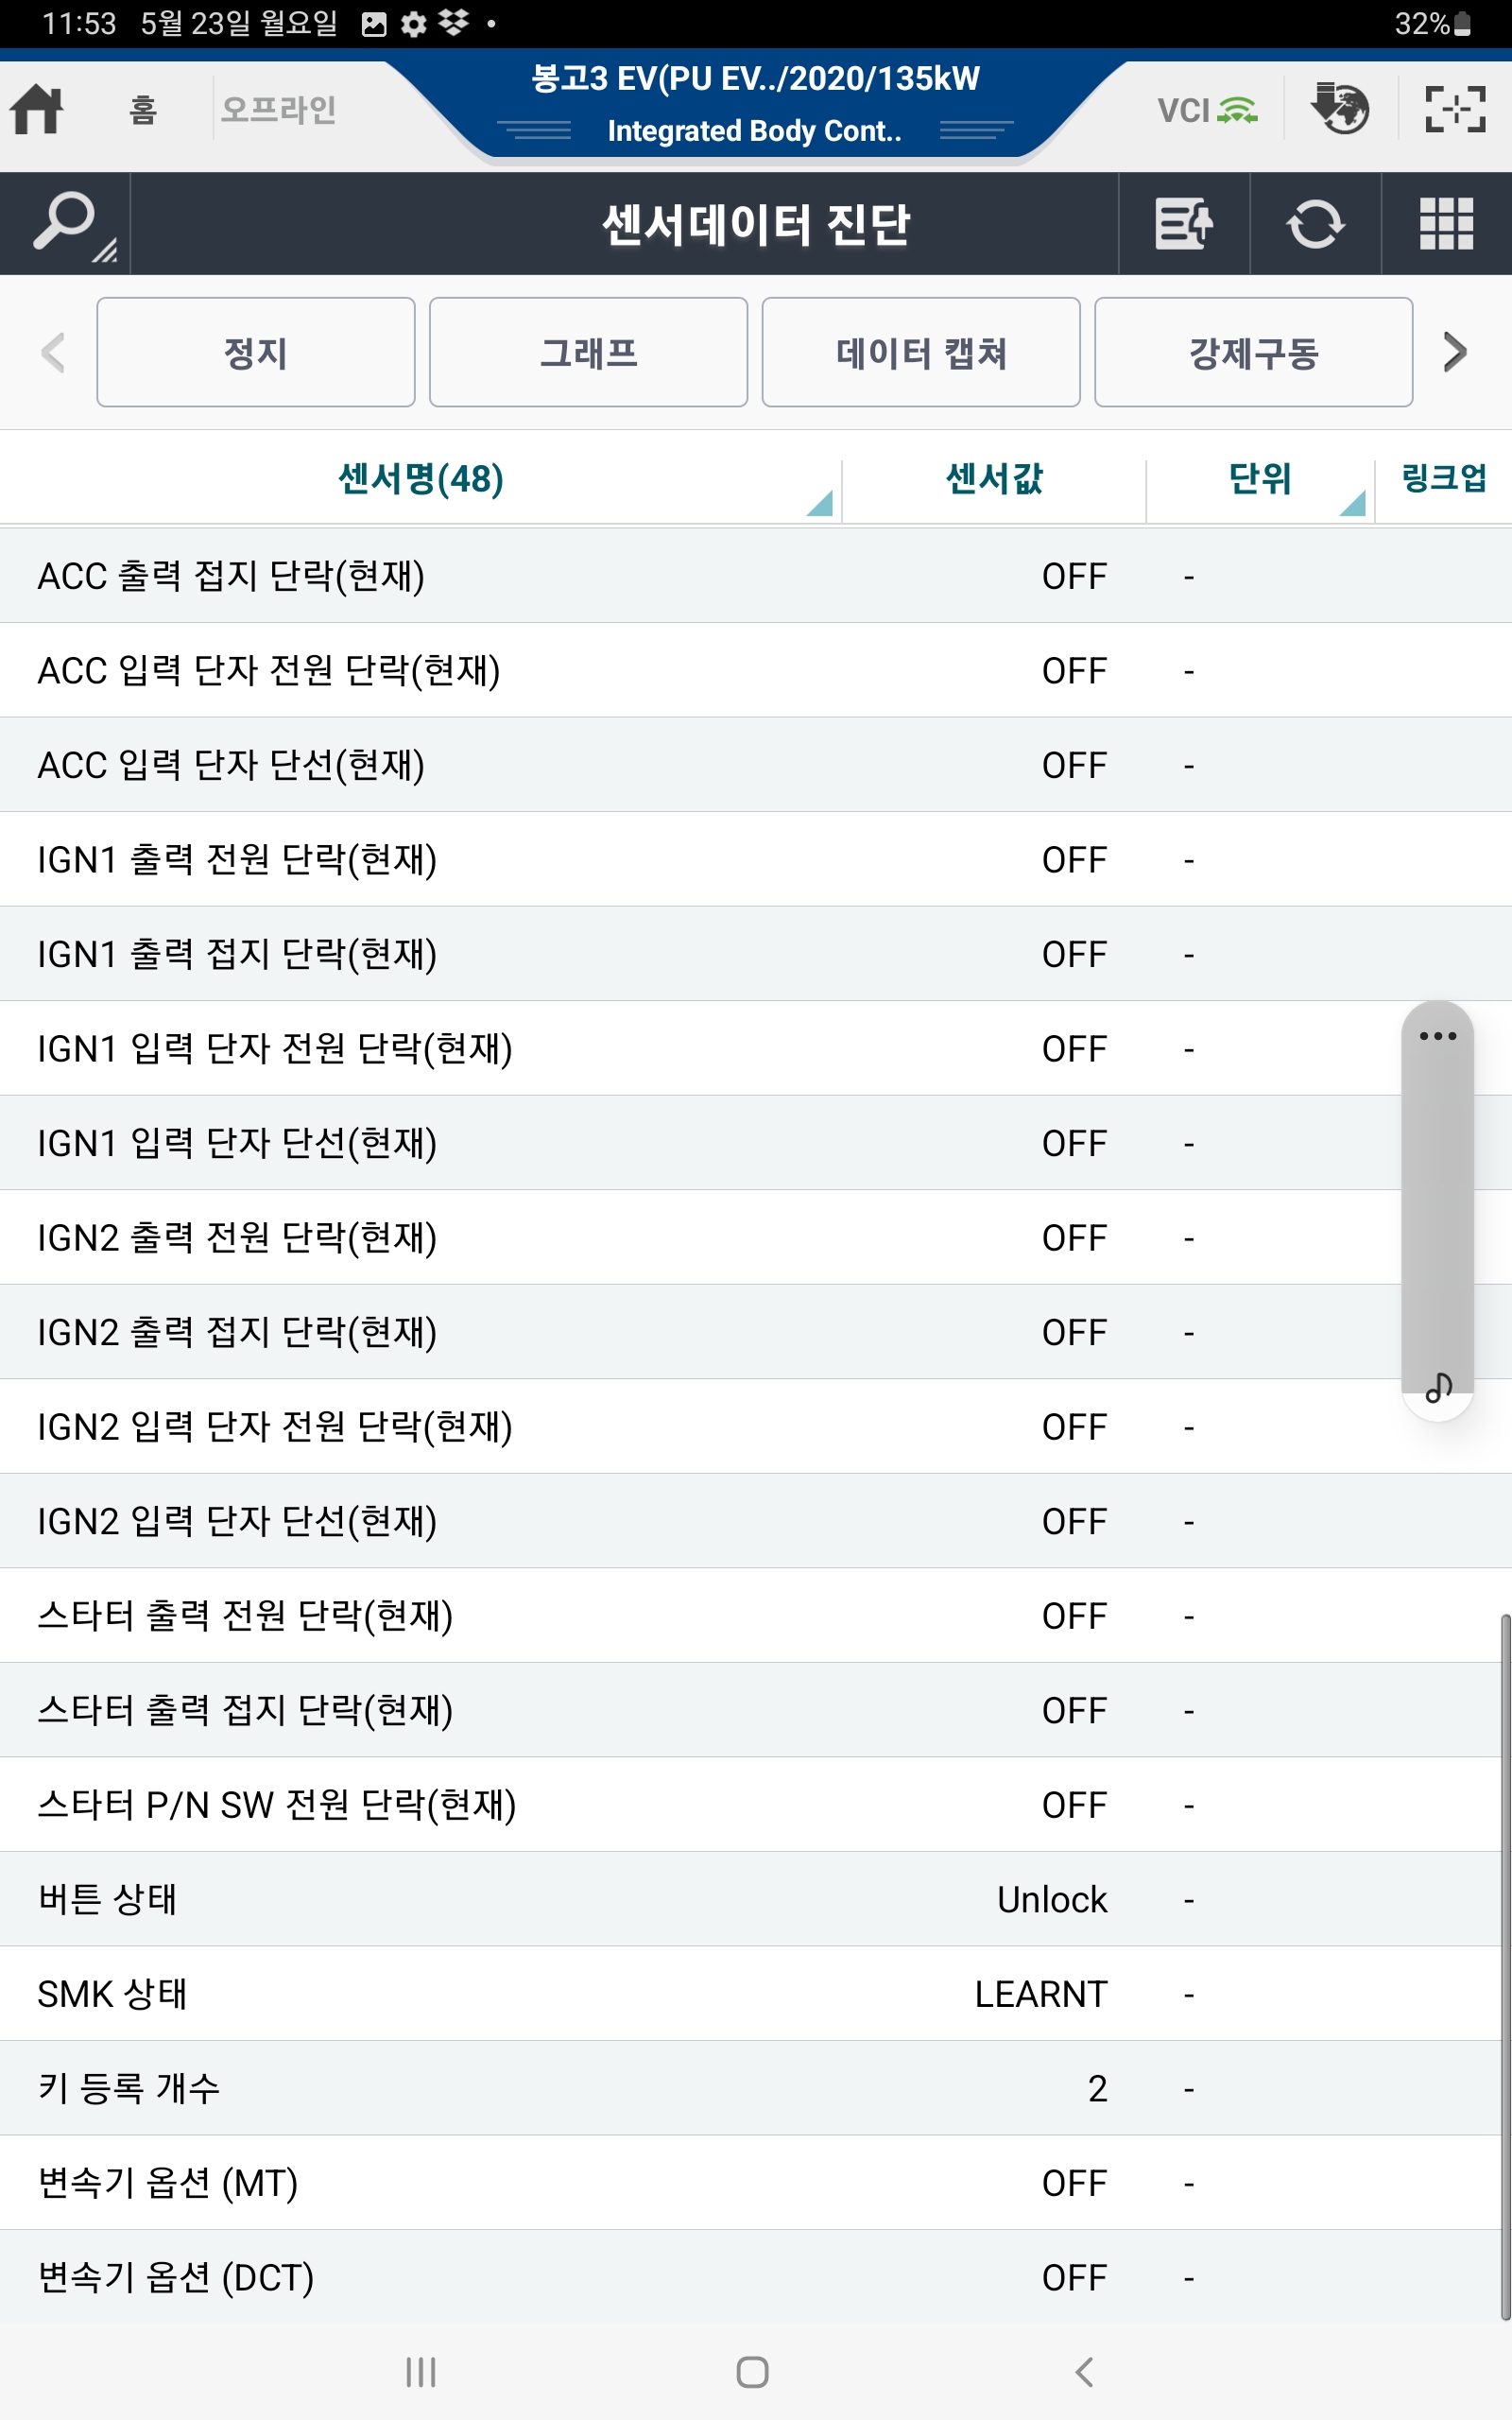 11:53 5월 23일 월요일
32%
봉고3 EV(PU EV../2020/135kW
홈 오프라인
VCI
Integrated Body Cont..
센서데이터 진단
정지 그래프 데이터 캡쳐 강제구동
센서명(48) 센서값 단위 링크업
ACC 출력 접지 단락(현재) OFF -
ACC 입력 단자 전원 단락(현재) OFF -
ACC 입력 단자 단선(현재) OFF -
IGN1 출력 전원 단락(현재) OFF -
IGN1 출력 접지 단락(현재) OFF -
IGN1 입력 단자 전원 단락(현재) OFF -
IGN1 입력 단자 단선(현재) OFF -
IGN2 출력 전원 단락(현재) OFF -
IGN2 출력 접지 단락(현재) OFF -
IGN2 입력 단자 전원 단락(현재) OFF -
IGN2 입력 단자 단선(현재) OFF -
스타터 출력 전원 단락(현재) OFF -
스타터 출력 접지 단락(현재) OFF -
스타터 P/N SW 전원 단락(현재) OFF -
버튼 상태 Unlock -
SMK 상태 LEARNT -
키 등록 개수 2 -
변속기 옵션 (MT) OFF -
변속기 옵션 (DCT) OFF -